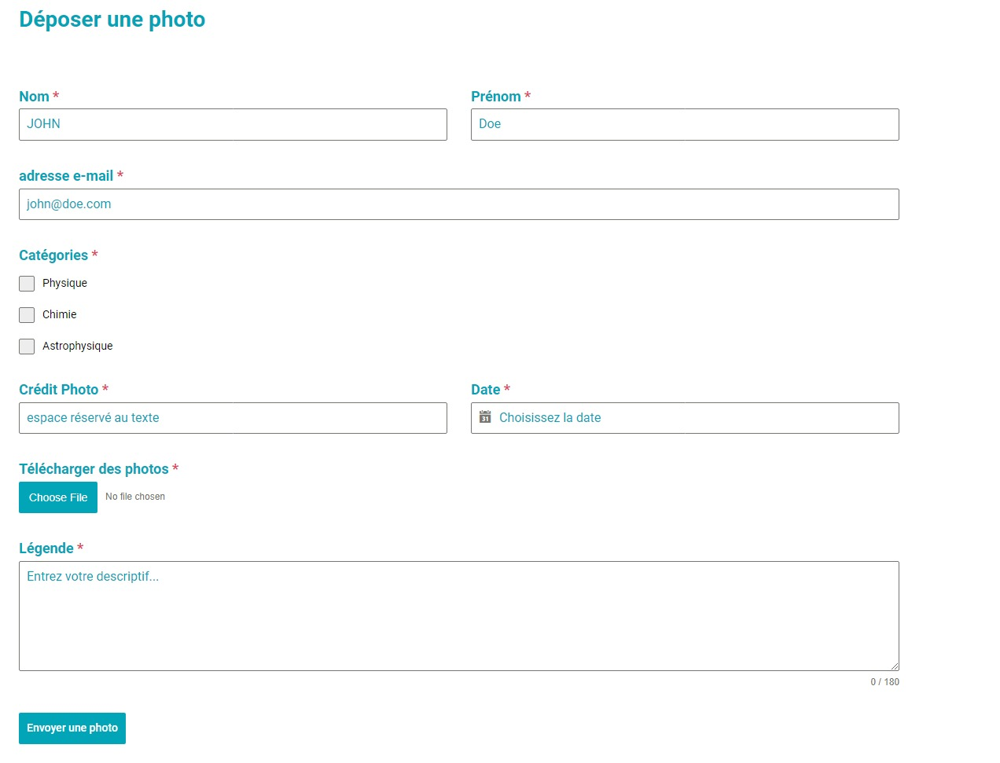 Déposer une photo
Nom * Prénom *
JOHN Doe
adresse e-mail *
john@doe.com
Catégories *
Physique
Chimie
Astrophysique
Crédit Photo * Date *
espace réservé au texte 31 Choisissez la date
Télécharger des photos *
Choose File No file chosen
Légende *
Entrez votre descriptif...
0 / 180
Envoyer une photo